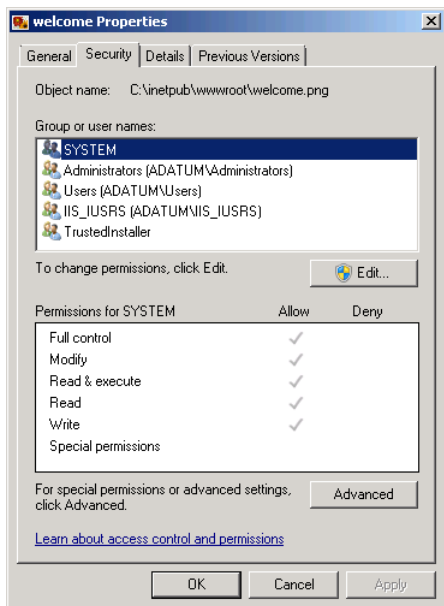 welcome Properties
General Security Details Previous Versions
Object name: C:\inetpub\wwwroot\welcome.png
Group or user names:
SYSTEM
Administrators (ADATUM\Administrators)
Users (ADATUM\Users)
IIS_IUSRS (ADATUM\IIS_IUSRS)
TrustedInstaller
To change permissions, click Edit. Edit...
Permissions for SYSTEM Allow Deny
Full control
Modify
Read & execute
Read
Write
Special permissions
For special permissions or advanced settings,
click Advanced. Advanced
Learn about access control and permissions
OK Cancel Apply